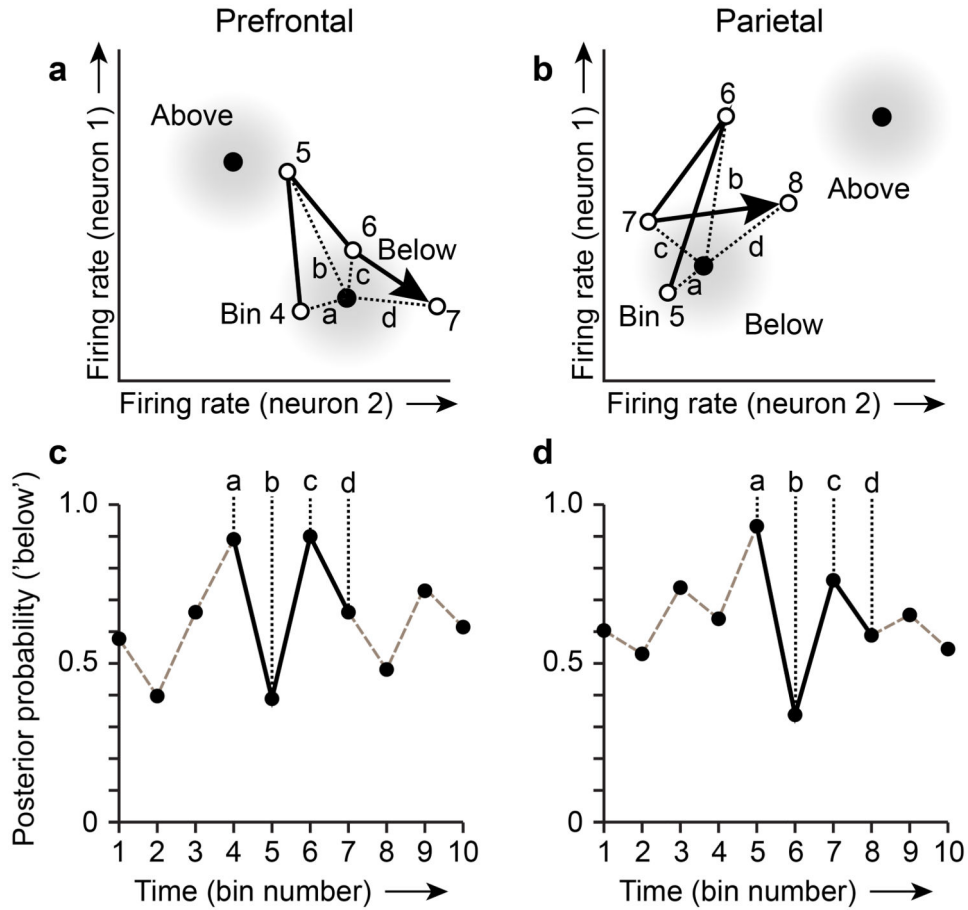 Prefrontal
Parietal
a
Firing rate (neuron 1)
Above
5
6
Below
b
c
Bin 4
a
d
7
Firing rate (neuron 2)
b
Firing rate (neuron 1)
6
b
8
Above
7
c
d
a
Bin 5
Below
Firing rate (neuron 2)
c
Posterior probability ('below')
a b c d
1.0
0.5
0
1 2 3 4 5 6 7 8 9 10
Time (bin number)
d
a b c d
1.0
0.5
0
1 2 3 4 5 6 7 8 9 10
Time (bin number)